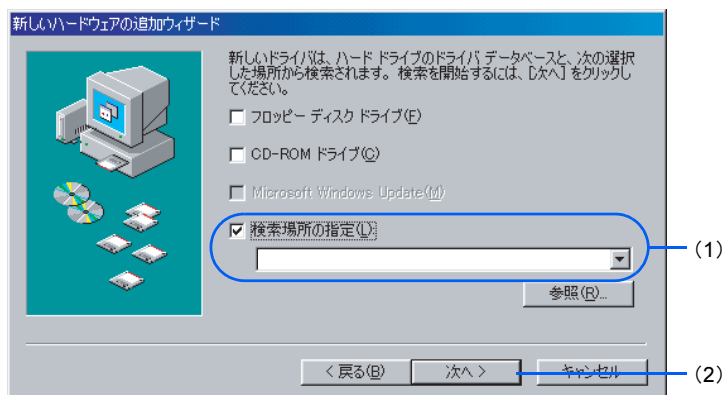 新しいハードウェアの追加ウィザード
新しいドライバは、ハード ドライブのドライバ データベースと、次の選択
した場所から検索されます。検索を開始するには、[次へ] をクリックし
てください。
フロッピー ディスク ドライブ(F)
CD-ROM ドライブ(C)
Microsoft Windows Update(M)
検索場所の指定(L):
(1)
参照(R)...
< 戻る(B)
次へ >
キャンセル
(2)